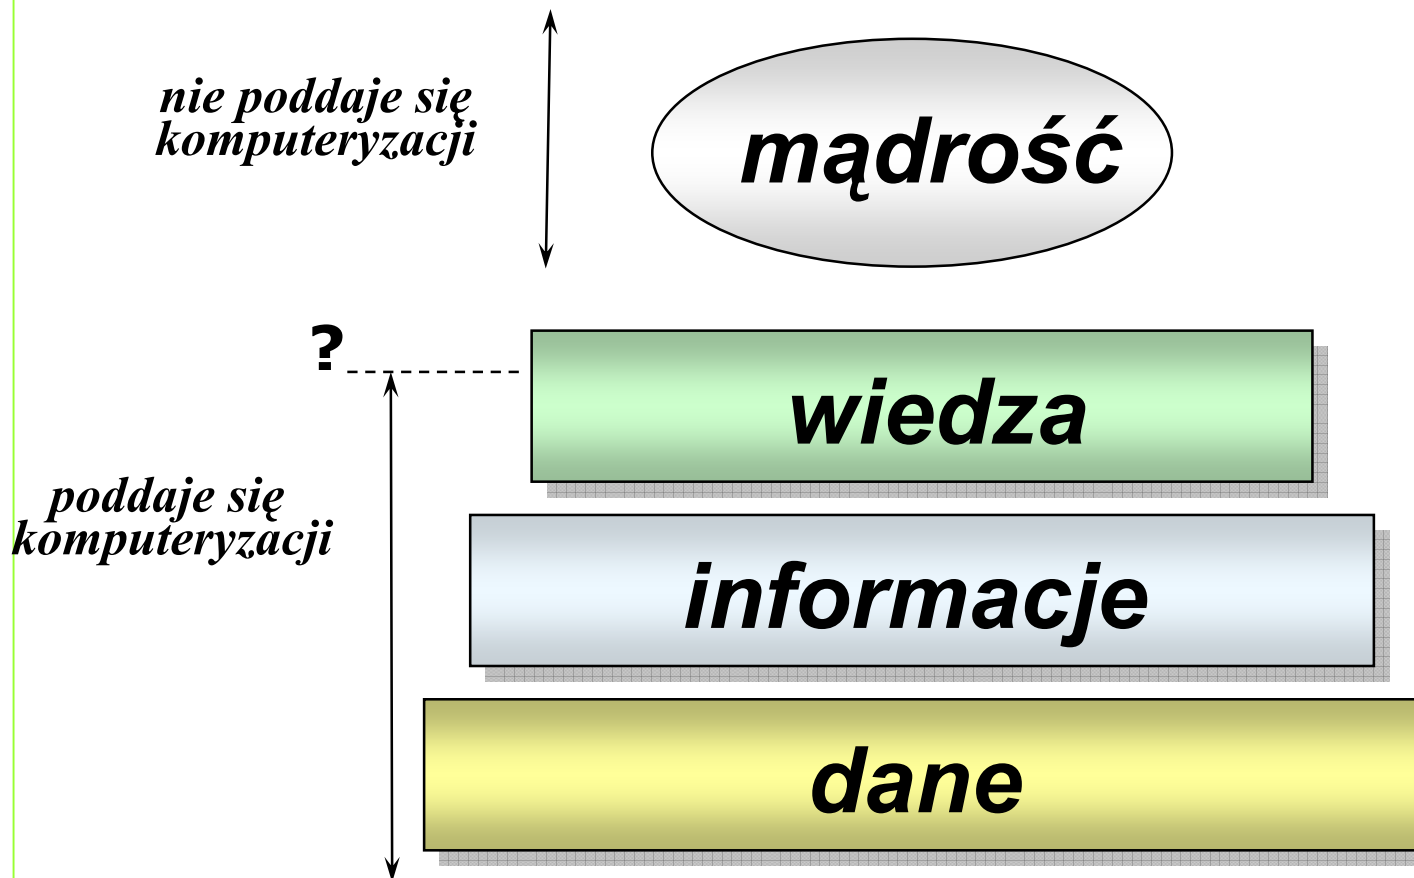 nie poddaje się
komputeryzacji
mądrość
?
wiedza
poddaje się
komputeryzacji
informacje
dane